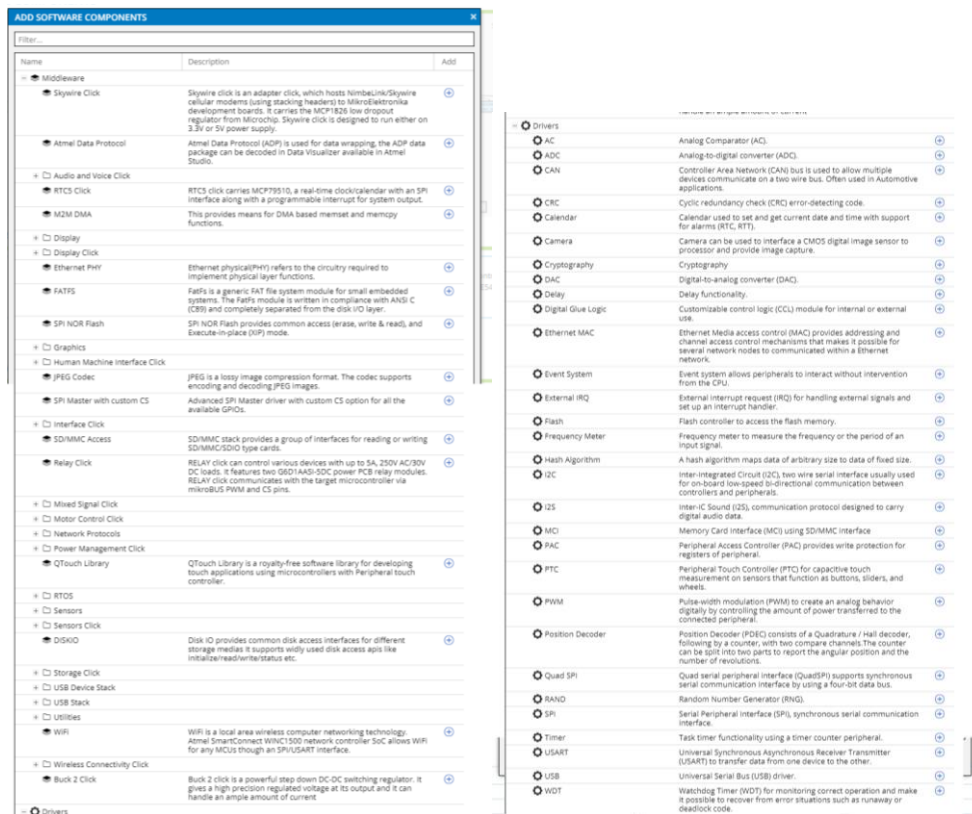 ADD SOFTWARE COMPONENTS
Filter...
Name Description Add
Middleware
Skywire Click Skywire click is an adapter click, which hosts NimbeLink/Skywire
cellular modems (using stacking headers) to MikroElektronika
development boards. It carries the MCP1826 low dropout
regulator from Microchip. Skywire click is designed to run either on
3.3V or 5V power supply.
Atmel Data Protocol Atmel Data Protocol (ADP) is used for data wrapping, the ADP data
package can be decoded in Data Visualizer available in Atmel
Studio.
Audio and Voice Click
RTC5 Click RTC5 click carries MCP79510, a real-time clock/calendar with an SPI
interface along with a programmable interrupt for system output.
M2M DMA This provides means for DMA based memset and memcpy
functions.
Display
Display Click
Ethernet PHY Ethernet physical(PHY) refers to the circuitry required to
implement physical layer functions.
FATFS FatFs is a generic FAT file system module for small embedded
systems. The FatFs module is written in compliance with ANSI C
(C89) and completely separated from the disk I/O layer.
SPI NOR Flash SPI NOR Flash provides common access (erase, write & read), and
Execute-in-place (XIP) mode.
Graphics
Human Machine Interface Click
JPEG Codec JPEG is a lossy image compression format. The codec supports
encoding and decoding JPEG images.
SPI Master with custom CS Advanced SPI Master driver with custom CS option for all the
available GPIOs.
Interface Click
SD/MMC Access SD/MMC stack provides a group of interfaces for reading or writing
SD/MMC/SDIO type cards.
Relay Click RELAY click can control various devices with up to 5A, 250V AC/30V
DC loads. It features two G6D1AASI-5DC power PCB relay modules.
RELAY click communicates with the target microcontroller via
mikroBUS PWM and CS pins.
Mixed Signal Click
Motor Control Click
Network Protocols
Power Management Click
QTouch Library QTouch Library is a royalty-free software library for developing
touch applications using microcontrollers with Peripheral touch
controller.
RTOS
Sensors
Sensors Click
DISKIO Disk IO provides common disk access interfaces for different
storage medias it supports widly used disk access apis like
initialize/read/write/status etc.
Storage Click
USB Device Stack
USB Stack
Utilities
WiFi WiFi is a local area wireless computer networking technology.
Atmel SmartConnect WINC1500 network controller SoC allows WiFi
for any MCUs though an SPI/USART interface.
Wireless Connectivity Click
Buck 2 Click Buck 2 click is a powerful step down DC-DC switching regulator. It
gives a high precision regulated voltage at its output and it can
handle an ample amount of current
Drivers
handle an ample amount of current
Drivers
AC Analog Comparator (AC).
ADC Analog-to-digital converter (ADC).
CAN Controller Area Network (CAN) bus is used to allow multiple
devices communicate on a two wire bus. Often used in Automotive
applications.
CRC Cyclic redundancy check (CRC) error-detecting code.
Calendar Calendar used to set and get current date and time with support
for alarms (RTC, RTT).
Camera Camera can be used to interface a CMOS digital image sensor to
processor and provide image capture.
Cryptography Cryptography
DAC Digital-to-analog converter (DAC).
Delay Delay functionality.
Digital Glue Logic Customizable control logic (CCL) module for internal or external
use.
Ethernet MAC Ethernet Media access control (MAC) provides addressing and
channel access control mechanisms that makes it possible for
several network nodes to communicated within a Ethernet
network.
Event System Event system allows peripherals to interact without intervention
from the CPU.
External IRQ External interrupt request (IRQ) for handling external signals and
set up an interrupt handler.
Flash Flash controller to access the flash memory.
Frequency Meter Frequency meter to measure the frequency or the period of an
input signal.
Hash Algorithm A hash algorithm maps data of arbitrary size to data of fixed size.
I2C Inter-Integrated Circuit (I2C), two wire serial interface usually used
for on-board low-speed bi-directional communication between
controllers and peripherals.
I2S Inter-IC Sound (I2S), communication protocol designed to carry
digital audio data.
MCI Memory Card Interface (MCI) using SD/MMC Interface
PAC Peripheral Access Controller (PAC) provides write protection for
registers of peripheral.
PTC Peripheral Touch Controller (PTC) for capacitive touch
measurement on sensors that function as buttons, sliders, and
wheels.
PWM Pulse-width modulation (PWM) to create an analog behavior
digitally by controlling the amount of power transferred to the
connected peripheral.
Position Decoder Position Decoder (PDEC) consists of a Quadrature / Hall decoder,
following by a counter, with two compare channels.The counter
can be split into two parts to report the angular position and the
number of revolutions.
Quad SPI Quad serial peripheral interface (QuadSPI) supports synchronous
serial communication interface by using a four-bit data bus.
RAND Random Number Generator (RNG).
SPI Serial Peripheral Interface (SPI), synchronous serial communication
interface.
Timer Task timer functionality using a timer counter peripheral.
USART Universal Synchronous Asynchronous Receiver Transmitter
(USART) to transfer data from one device to the other.
USB Universal Serial Bus (USB) driver.
WDT Watchdog Timer (WDT) for monitoring correct operation and make
it possible to recover from error situations such as runaway or
deadlock code.